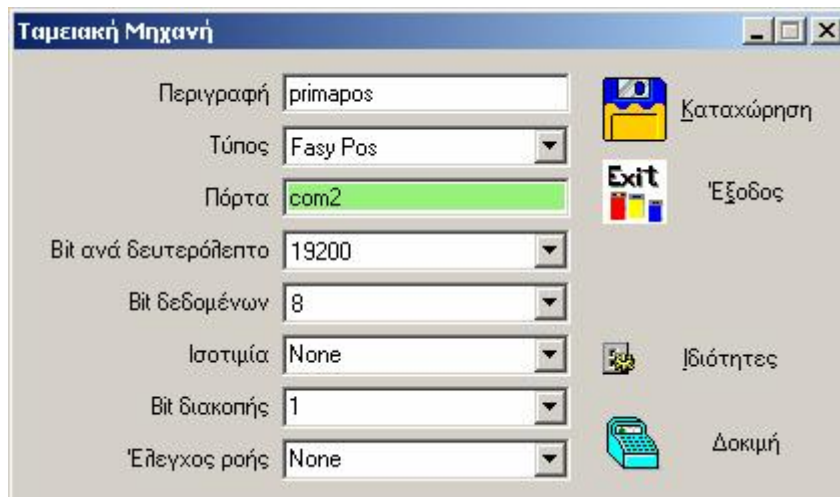 Ταμειακή Μηχανή
Περιγραφή primapos
Τύπος Fasy Pos
Πόρτα com2
Bit ανά δευτερόλεπτο 19200
Bit δεδομένων 8
Ισοτιμία None
Bit διακοπής 1
Έλεγχος ροής None
Καταχώρηση
Exit Έξοδος
Ιδιότητες
Δοκιμή